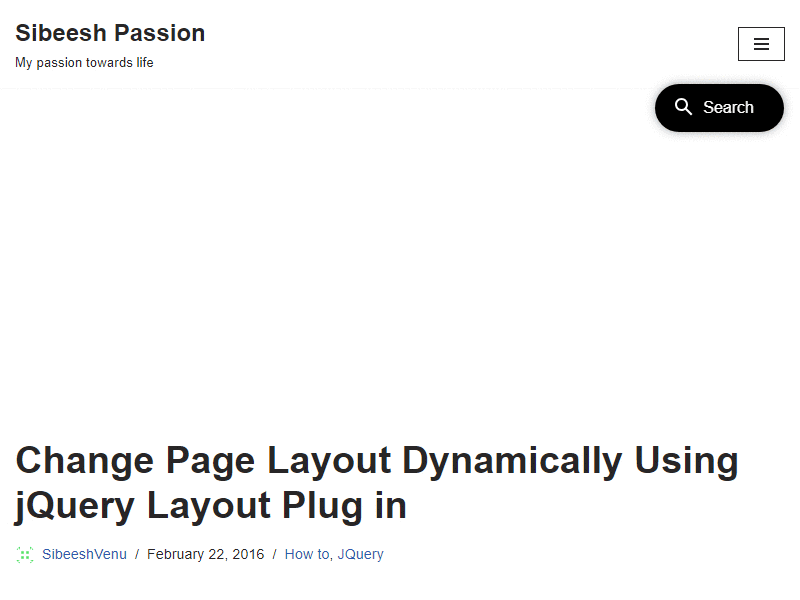 Sibeesh Passion
My passion towards life
Search
Change Page Layout Dynamically Using
jQuery Layout Plug in
SibeeshVenu / February 22, 2016 / How to, JQuery